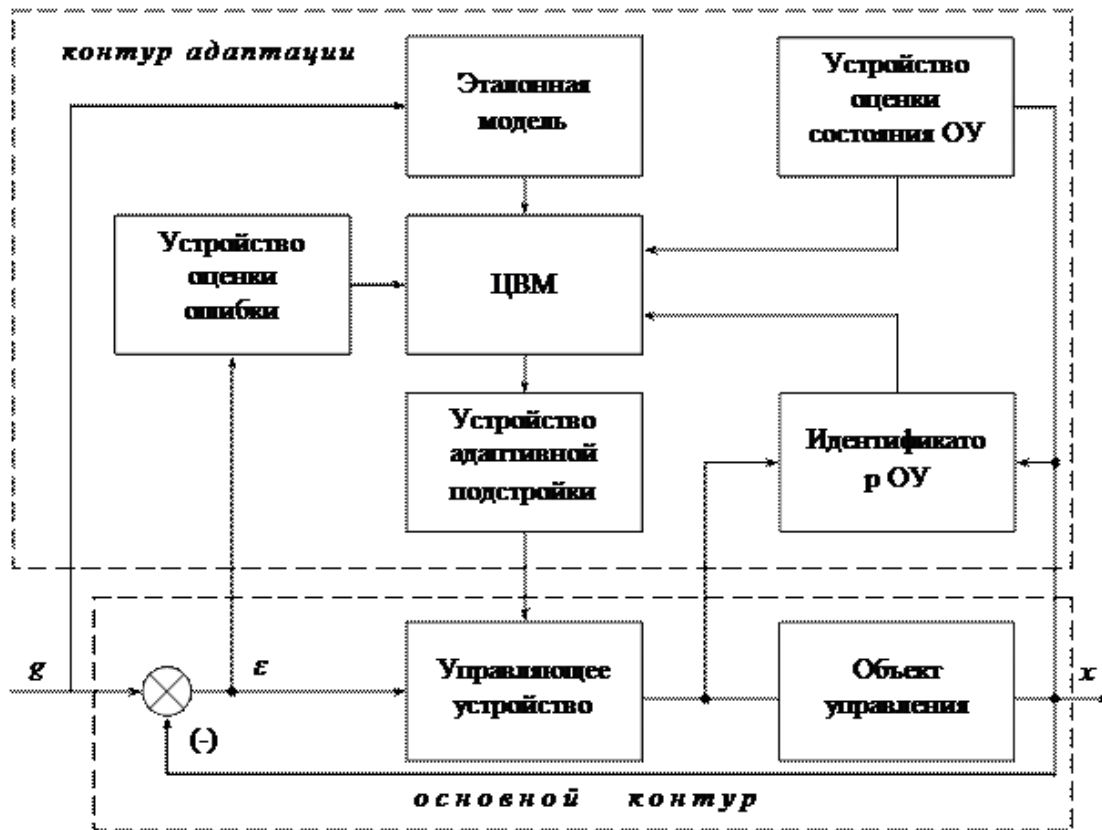 контур адаптации
Эталонная
модель
Устройство
оценки
состояния ОУ
Устройство
оценки
ошибки
ЦВМ
Устройство
адаптивной
подстройки
Идентификато
р ОУ
g
ε
(-)
Управляющее
устройство
Объект
управления
x
основной контур